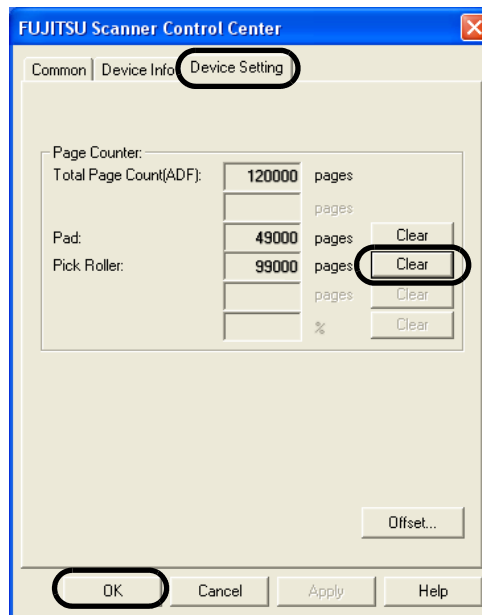 FUJITSU Scanner Control Center
Common Device Info Device Setting
Page Counter:
Total Page Count(ADF): 120000 pages
pages
Pad: 49000 pages Clear
Pick Roller: 99000 pages Clear
pages Clear
% Clear
Offset...
OK Cancel Apply Help